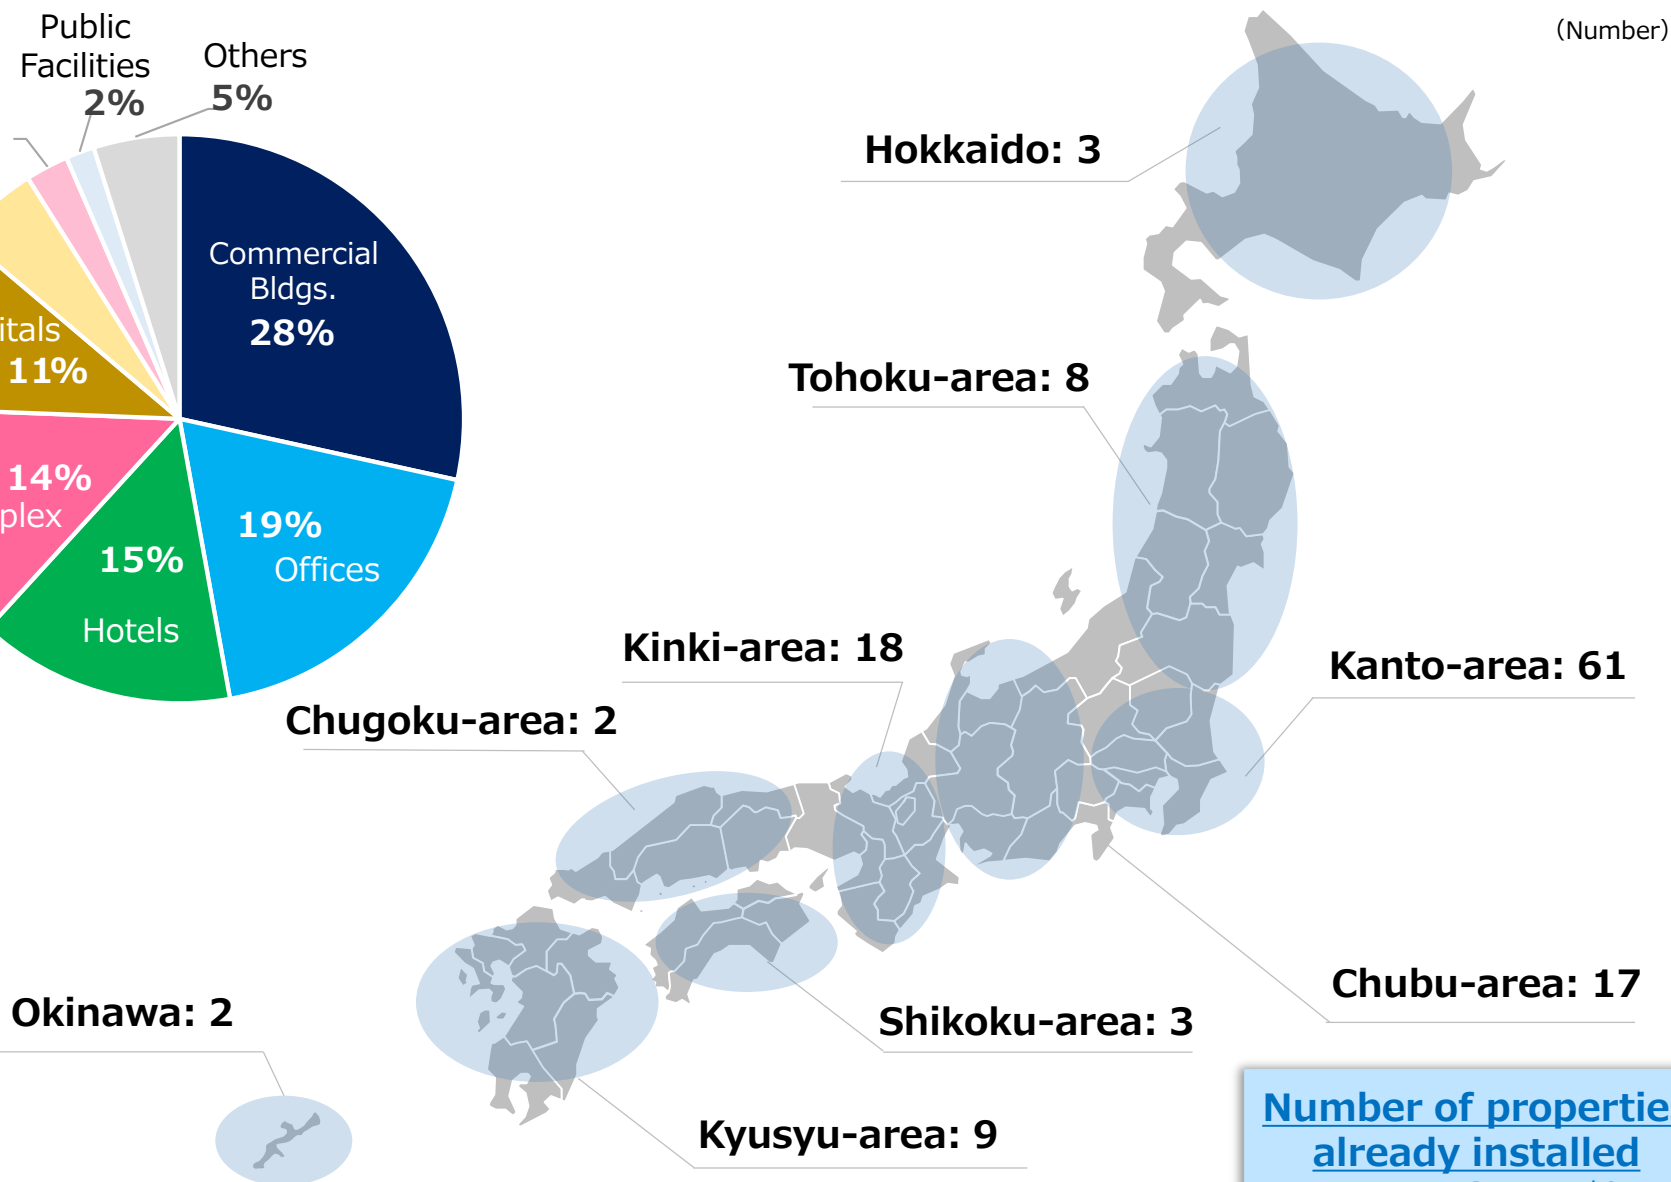 Public
Facilities
2%
Others
5%
(Number)
Commercial
Bldgs.
28%
itals
11%
14%
plex
15%
Hotels
19%
Offices
Hokkaido: 3
Tohoku-area: 8
Kinki-area: 18
Kanto-area: 61
Chugoku-area: 2
Okinawa: 2
Shikoku-area: 3
Chubu-area: 17
Kyusyu-area: 9
Number of propertie
already installed